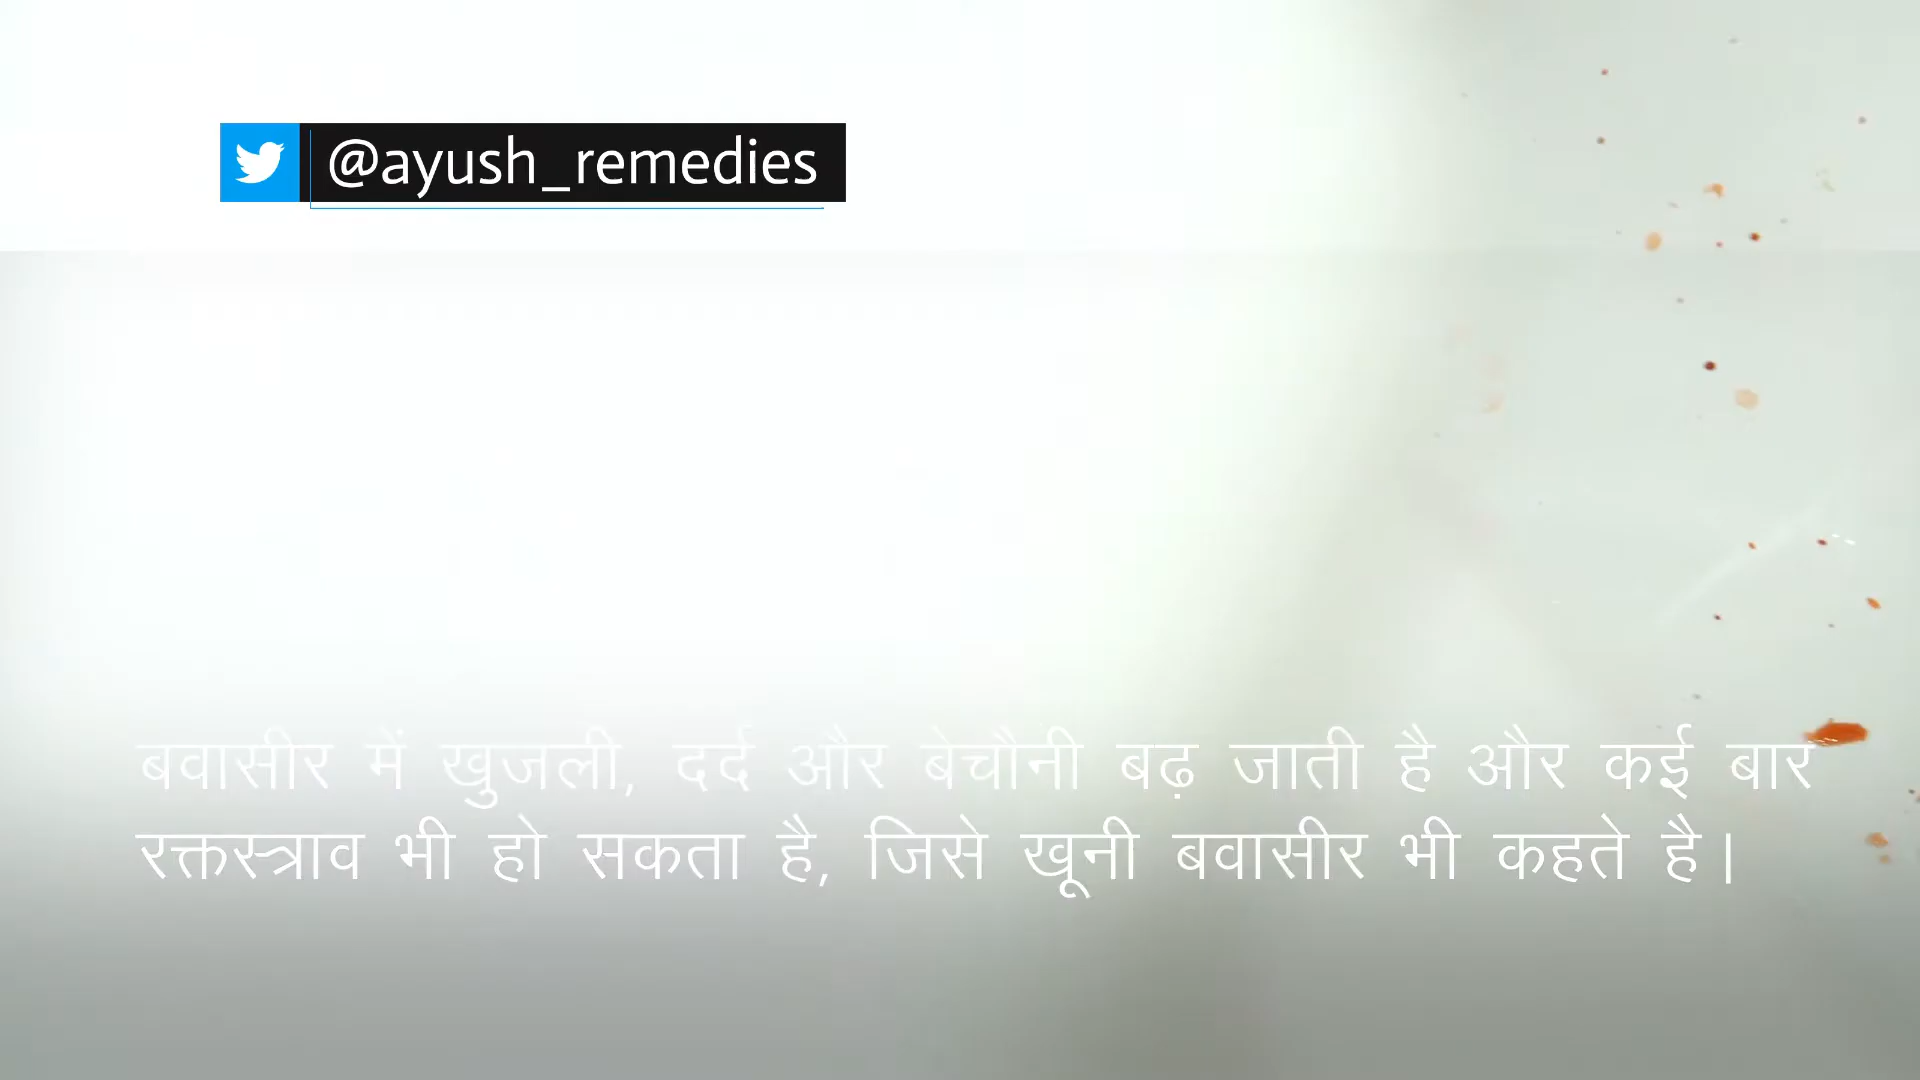 @ayush_remedies
बवासीर में खुजली, दर्द और बेचौनी बढ़ जाती है और कई बार
रक्तस्त्राव भी हो सकता है, जिसे खूनी बवासीर भी कहते है।